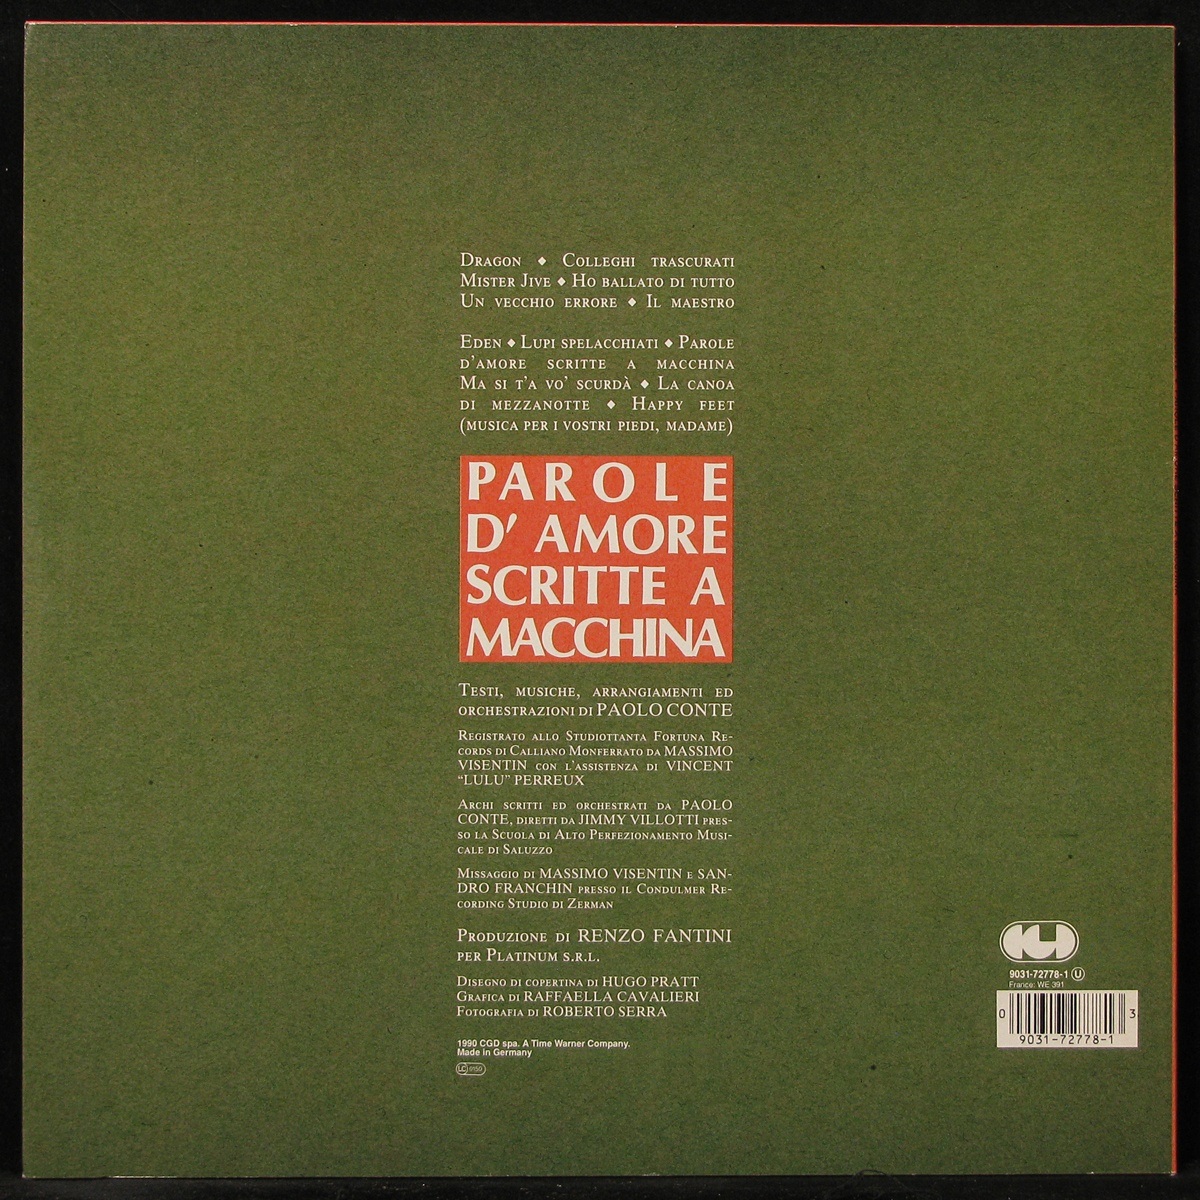 DRAGON ◆ COLLEGHI TRASCURATI
MISTER JIVE ◆ HO BALLATO DI TUTTO
UN VECCHIO ERRORE ◆ IL MAESTRO
EDEN ◆ LUPI SPELACCHIATI ◆ PAROLE
D'AMORE SCRITTE A MACCHINA
MA SI T'A VO' SCURDÀ ◆ LA CANOA
DI MEZZANOTTE ◆ HAPPY FEET
(MUSICA PER I VOSTRI PIEDI, MADAME)
PAROLE
D' AMORE
SCRITTE A
MACCHINA
TESTI, MUSICHE, ARRANGIAMENTI ED
ORCHESTRAZIONI DI PAOLO CONTE
REGISTRATO ALLO STUDIOTTANTA FORTUNA RE-
CORDS DI CALLIANO MONFERRATO DA MASSIMO
VISENTIN CON L'ASSISTENZA DI VINCENT
"LULU" PERREUX
ARCHI SCRITTI ED ORCHESTRATI DA PAOLO
CONTE, DIRETTI DA JIMMY VILLOTTI PRES-
SO LA SCUOLA DI ALTO PERFEZIONAMENTO MUSI-
CALE DI SALUZZO
MISSAGGIO DI MASSIMO VISENTIN E SAN-
DRO FRANCHIN PRESSO IL CONDULMER RE-
CORDING STUDIO DI ZERMAN
PRODUZIONE DI RENZO FANTINI
PER PLATINUM S.R.L.
DISEGNO DI COPERTINA DI HUGO PRATT
GRAFICA DI RAFFAELLA CAVALIERI
FOTOGRAFIA DI ROBERTO SERRA
1990 CGD spa. A Time Warner Company.
Made in Germany
LC 0150
9031-72778-1 U
France: WE 391
0 3
9031-72778-1